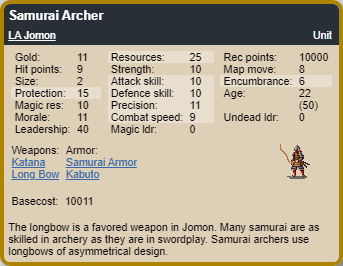 Samurai Archer
LA Jomon Unit
Gold: 11 Resources: 25 Rec points: 10000
Hit points: 9 Strength: 10 Map move: 8
Size: 2 Attack skill: 10 Encumbrance: 6
Protection: 15 Defence skill: 10 Age: 22
Magic res: 10 Precision: 11 (50)
Morale: 11 Combat speed: 9 Undead ldr: 0
Leadership: 40 Magic ldr: 0
Weapons: Armor:
Katana Samurai Armor
Long Bow Kabuto
Basecost: 10011
The longbow is a favored weapon in Jomon. Many samurai are as
skilled in archery as they are in swordplay. Samurai archers use
longbows of asymmetrical design.